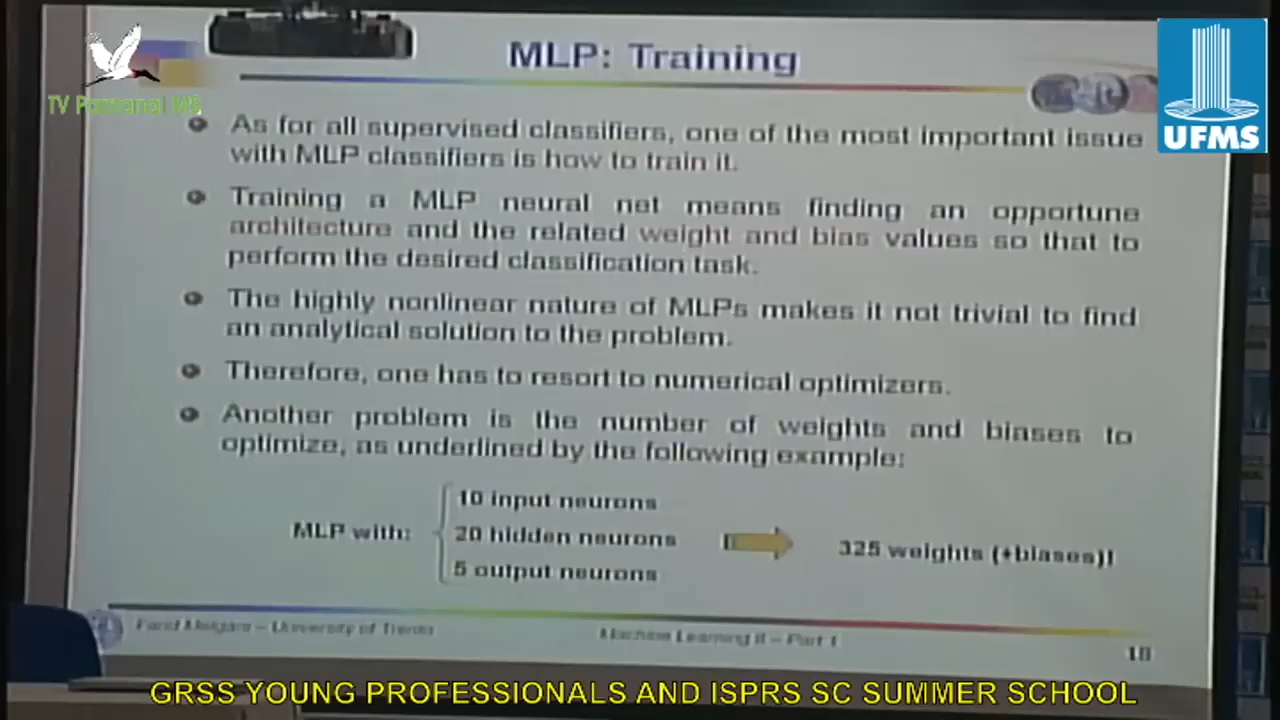 MLP: Training
TV Pantanal MS
UFMS
As for all supervised classifiers, one of the most important issue
with MLP classifiers is how to train it.
Training a MLP neural net means finding an opportune
architecture and the related weight and bias values so that to
perform the desired classification task.
The highly nonlinear nature of MLPs makes it not trivial to find
an analytical solution to the problem.
Therefore, one has to resort to numerical optimizers.
Another problem is the number of weights and biases to
optimize, as underlined by the following example:
10 input neurons
MLP with: 20 hidden neurons 325 weights (+biases)!
5 output neurons
Farid Melgani – University of Trento Machine Learning II – Part 1 18
GRSS YOUNG PROFESSIONALS AND ISPRS SC SUMMER SCHOOL